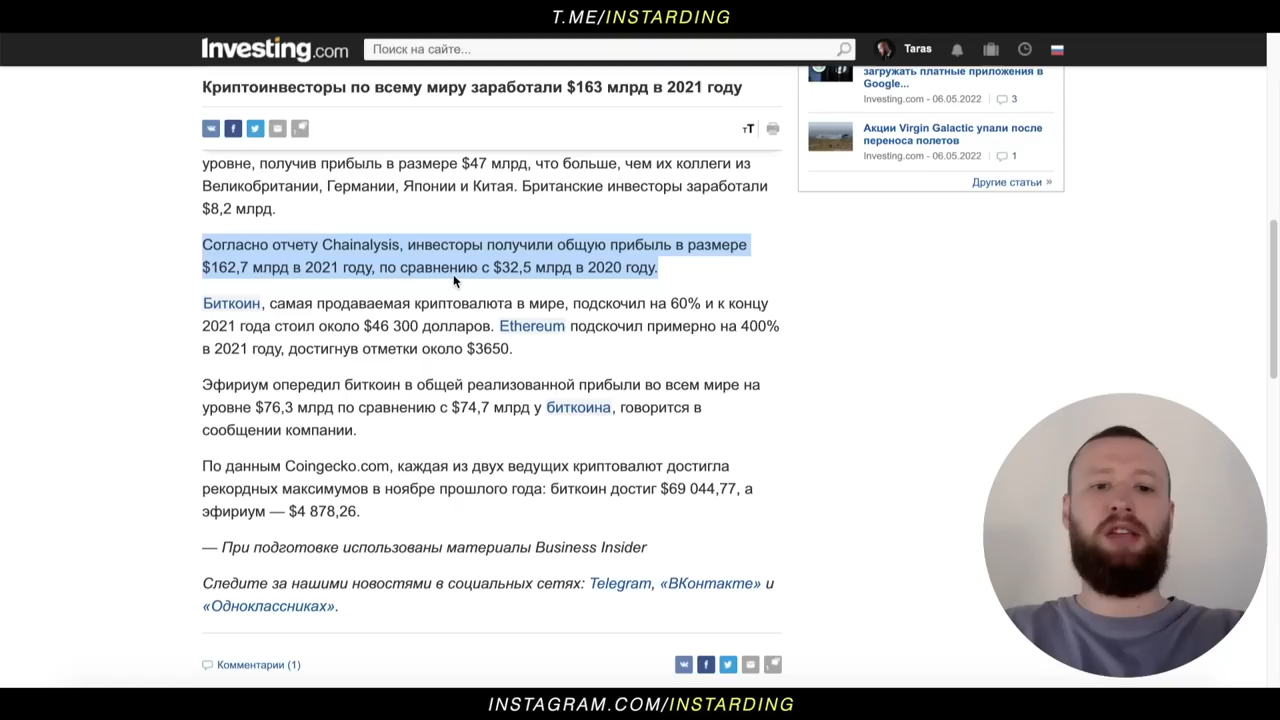 T.ME/INSTARDING
Investing.com
Поиск на сайте...
Taras
Криптоинвесторы по всему миру заработали $163 млрд в 2021 году
загружать платные приложения в
Google...
Investing.com - 06.05.2022
3
Акции Virgin Galactic упали после
переноса полетов
Investing.com - 06.05.2022
1
Другие статьи »
тТ
уровне, получив прибыль в размере $47 млрд, что больше, чем их коллеги из
Великобритании, Германии, Японии и Китая. Британские инвесторы заработали
$8,2 млрд.
Согласно отчету Chainalysis, инвесторы получили общую прибыль в размере
$162,7 млрд в 2021 году, по сравнению с $32,5 млрд в 2020 году.
Биткоин, самая продаваемая криптовалюта в мире, подскочил на 60% и к концу
2021 года стоил около $46 300 долларов. Ethereum подскочил примерно на 400%
в 2021 году, достигнув отметки около $3650.
Эфириум опередил биткоин в общей реализованной прибыли во всем мире на
уровне $76,3 млрд по сравнению с $74,7 млрд у биткоина, говорится в
сообщении компании.
По данным Coingecko.com, каждая из двух ведущих криптовалют достигла
рекордных максимумов в ноябре прошлого года: биткоин достиг $69 044,77, а
эфириум — $4 878,26.
— При подготовке использованы материалы Business Insider
Следите за нашими новостями в социальных сетях: Telegram, «ВКонтакте» и
«Одноклассниках».
Комментарии (1)
INSTAGRAM.COM/INSTARDING